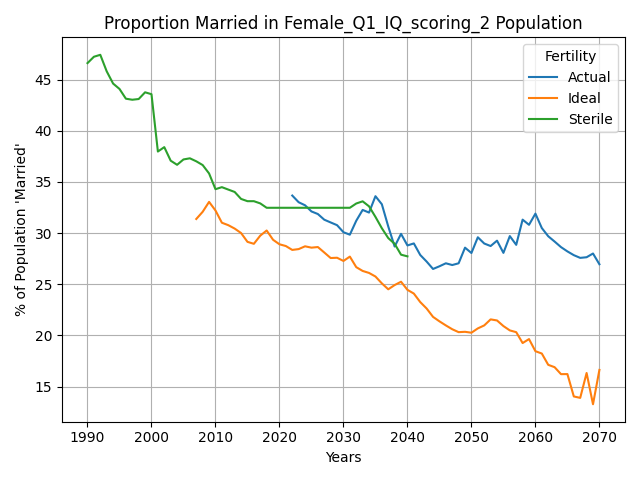 Proportion Married in Female_Q1_IQ_scoring_2 Population
% of Population 'Married'
45
40
35
30
25
20
15
Fertility
Actual
Ideal
Sterile
1990 2000 2010 2020 2030 2040 2050 2060 2070
Years